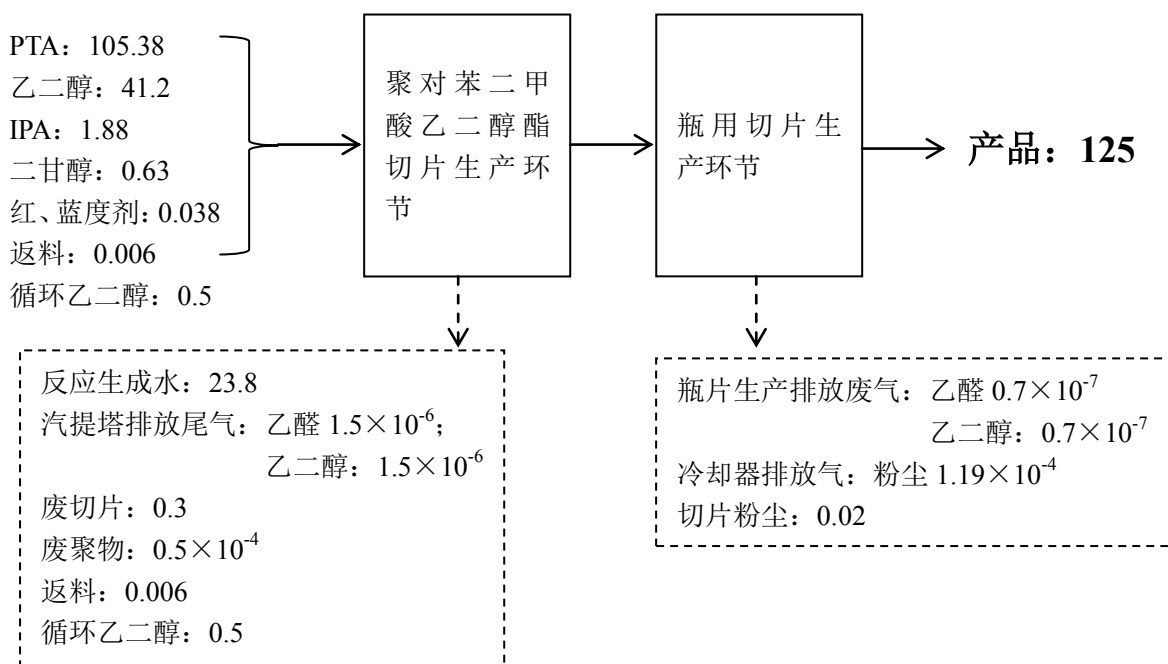 PTA：105.38
乙二醇：41.2
IPA：1.88
二甘醇：0.63
红、蓝度剂：0.038
返料：0.006
循环乙二醇：0.5
聚对苯二甲
酸乙二醇酯
切片生产环
节
瓶用切片生
产环节
产品：125
反应生成水：23.8
汽提塔排放尾气：乙醛 1.5×10⁻⁶；
乙二醇：1.5×10⁻⁶
废切片：0.3
废聚物：0.5×10⁻⁴
返料：0.006
循环乙二醇：0.5
瓶片生产排放废气：乙醛 0.7×10⁻⁷
乙二醇：0.7×10⁻⁷
冷却器排放气：粉尘 1.19×10⁻⁴
切片粉尘：0.02